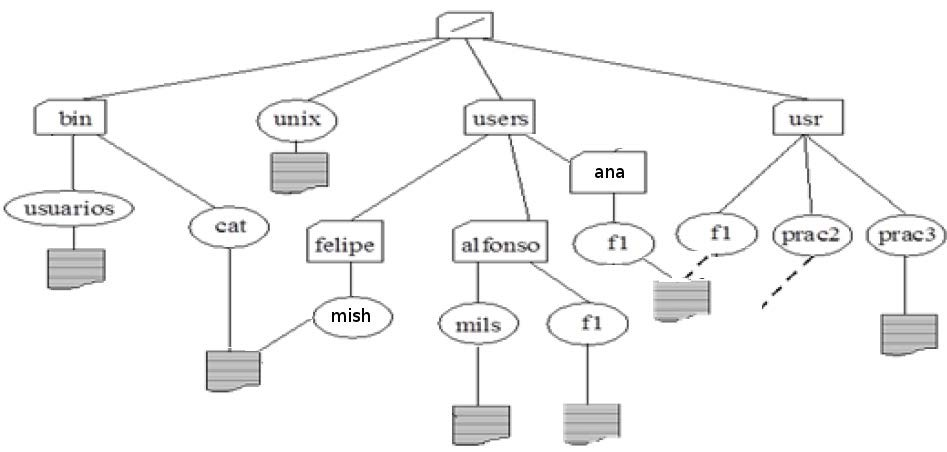 /
bin
unix
users
usr
ana
usuarios
cat
felipe
alfonso
f1
f1
prac2
prac3
mish
mils
f1